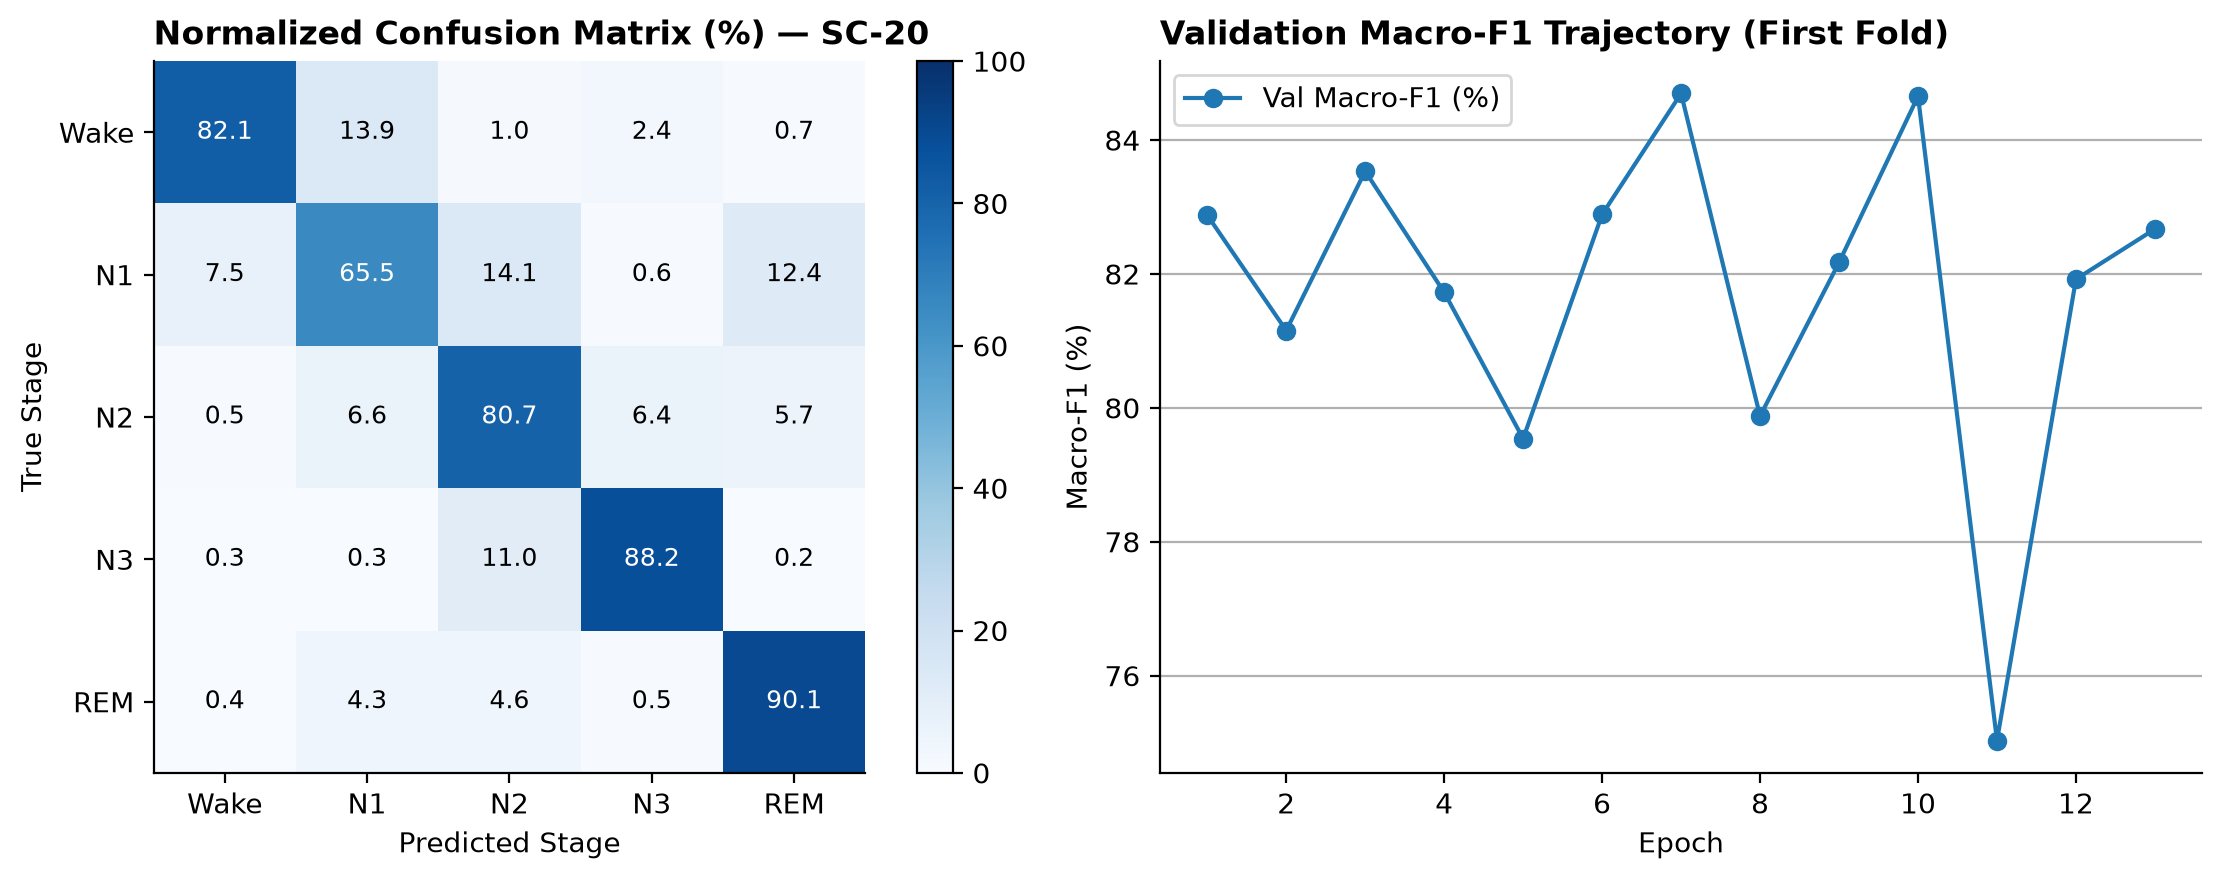 Normalized Confusion Matrix (%) — SC-20
True Stage
Wake 82.1 13.9 1.0 2.4 0.7
N1 7.5 65.5 14.1 0.6 12.4
N2 0.5 6.6 80.7 6.4 5.7
N3 0.3 0.3 11.0 88.2 0.2
REM 0.4 4.3 4.6 0.5 90.1
Wake N1 N2 N3 REM
Predicted Stage
100
80
60
40
20
0
Validation Macro-F1 Trajectory (First Fold)
Val Macro-F1 (%)
Macro-F1 (%)
84
82
80
78
76
2 4 6 8 10 12
Epoch